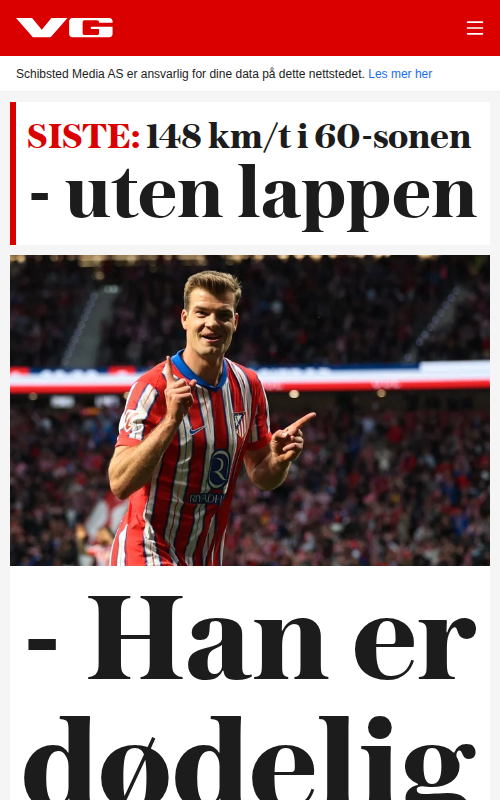 VG
Schibsted Media AS er ansvarlig for dine data på dette nettstedet. Les mer her
SISTE: 148 km/t i 60-sonen
- uten lappen
RIYADH
- Han er
dødelig